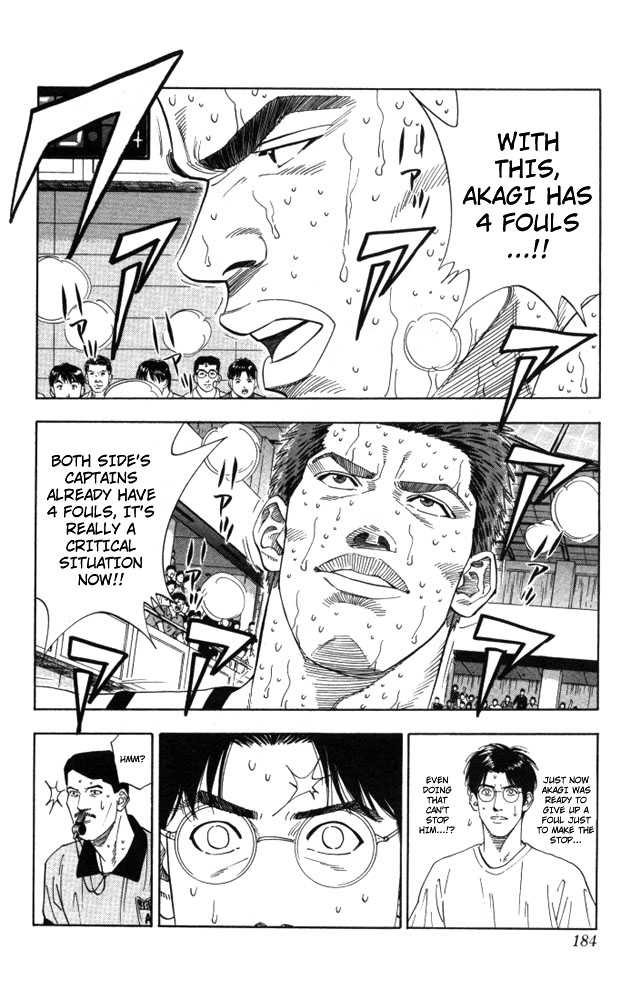 WITH
THIS,
AKAGI HAS
4 FOULS
...!!
BOTH SIDE'S
CAPTAINS
ALREADY HAVE
4 FOULS, IT'S
REALLY A
CRITICAL
SITUATION
NOW!!
JUST NOW
AKAGI WAS
READY TO
GIVE UP A
FOUL JUST
TO MAKE
THE
STOP...
EVEN
DOING
THAT
CAN'T
STOP
HIM...!?
HMM?
184